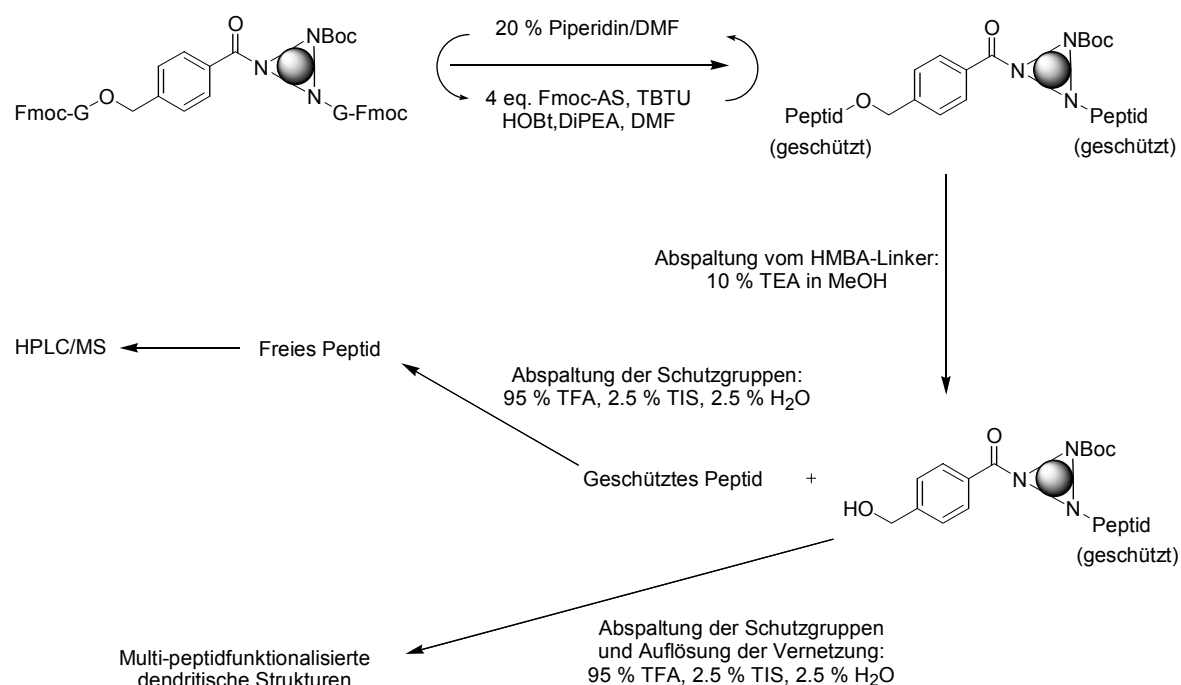 O
N
NBoc
N
G-Fmoc
Fmoc-G
O
20 % Piperidin/DMF
4 eq. Fmoc-AS, TBTU
HOBt,DiPEA, DMF
O
N
NBoc
N
Peptid
(geschützt)
O
Peptid
(geschützt)
Abspaltung vom HMBA-Linker:
10 % TEA in MeOH
HPLC/MS
Freies Peptid
Abspaltung der Schutzgruppen:
95 % TFA, 2.5 % TIS, 2.5 % H₂O
Geschütztes Peptid +
O
N
NBoc
N
Peptid
(geschützt)
HO
Abspaltung der Schutzgruppen
und Auflösung der Vernetzung:
95 % TFA, 2.5 % TIS, 2.5 % H₂O
Multi-peptidfunktionalisierte
dendritische Strukturen